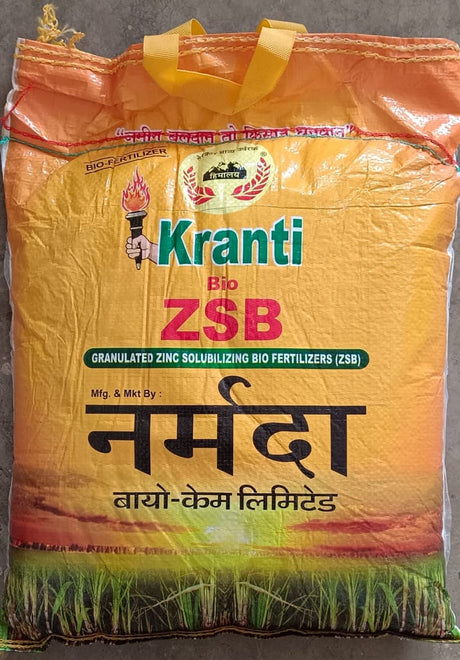 "जमीन बलवान तो किसान धनवान"
BIO-FERTILIZER
हिमालय
Kranti
Bio
ZSB
GRANULATED ZINC SOLUBILIZING BIO FERTILIZERS (ZSB)
Mfg. & Mkt By :
नर्मदा
बायो-केम लिमिटेड